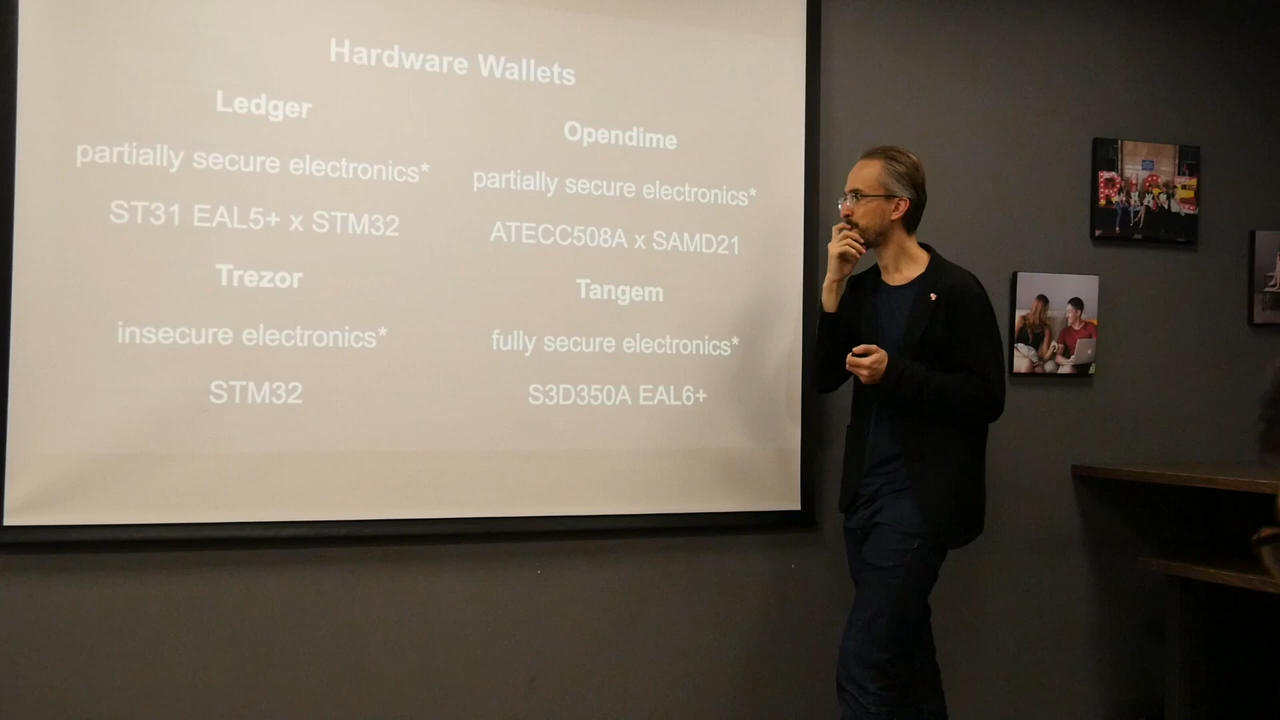 Hardware Wallets
Ledger
partially secure electronics*
ST31 EAL5+ x STM32
Trezor
insecure electronics*
STM32
Opendime
partially secure electronics*
ATECC508A x SAMD21
Tangem
fully secure electronics*
S3D350A EAL6+